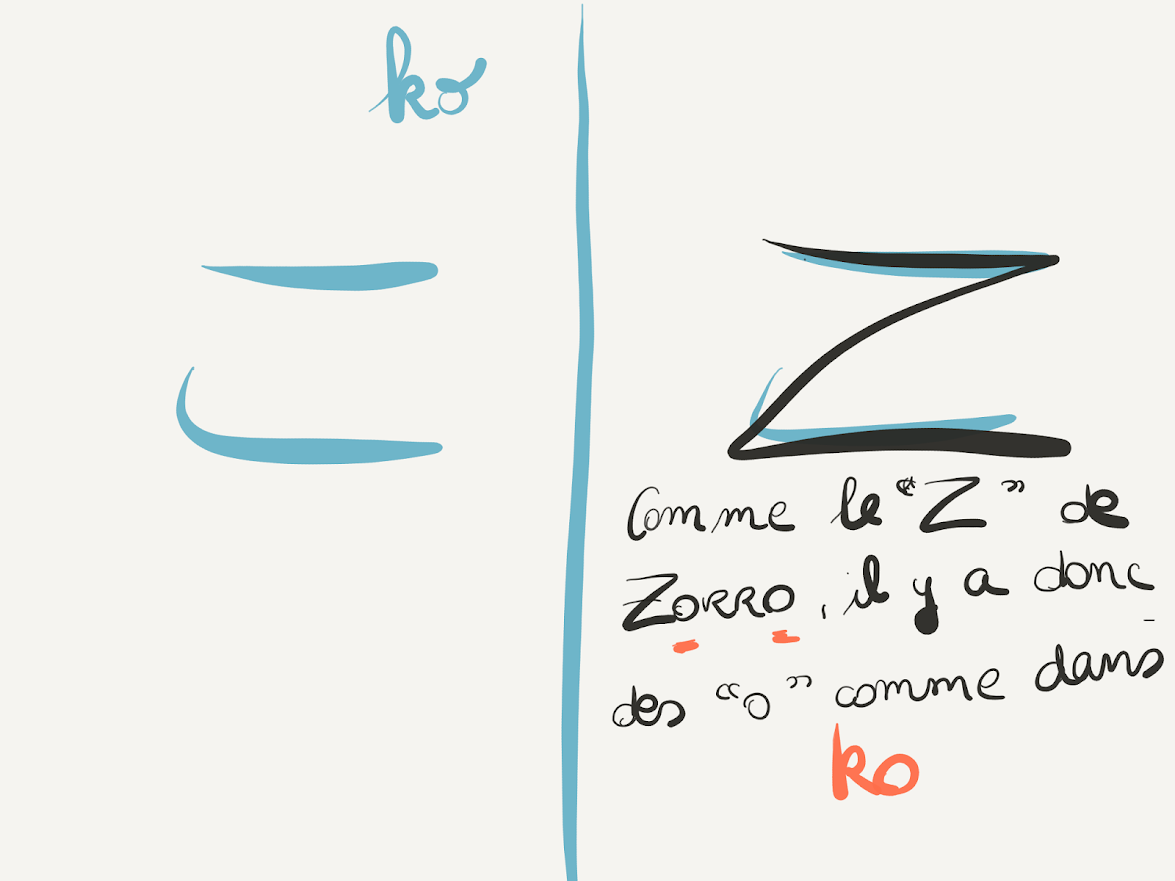 ko
こ
Z
Comme le "Z" de
ZORRO, il y a donc
des "o" comme dans
ko